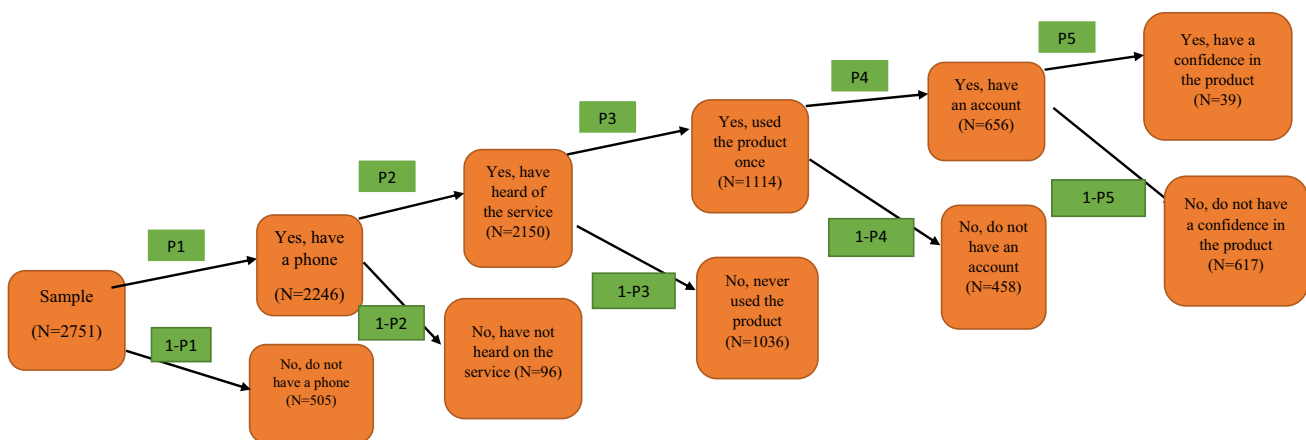 Sample
(N=2751)
P1
1-P1
Yes, have
a phone
(N=2246)
No, do not
have a phone
(N=505)
P2
1-P2
Yes, have
heard of
the service
(N=2150)
No, have not
heard on the
service (N=96)
P3
1-P3
Yes, used
the product
once
(N=1114)
No, never
used the
product
(N=1036)
P4
1-P4
Yes, have
an account
(N=656)
No, do not
have an
account
(N=458)
P5
1-P5
Yes, have a
confidence in
the product
(N=39)
No, do not have
a confidence in
the product
(N=617)